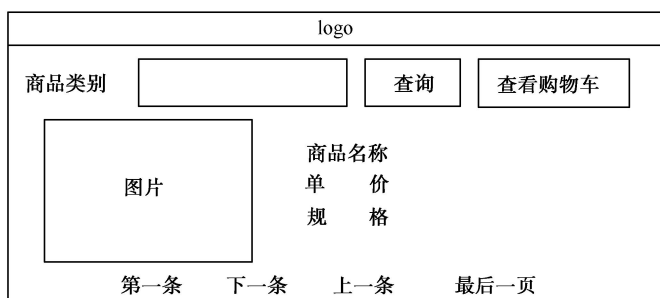 logo
商品类别 查询 查看购物车
商品名称
图片
单 价
规 格
第一条 下一条 上一条 最后一页